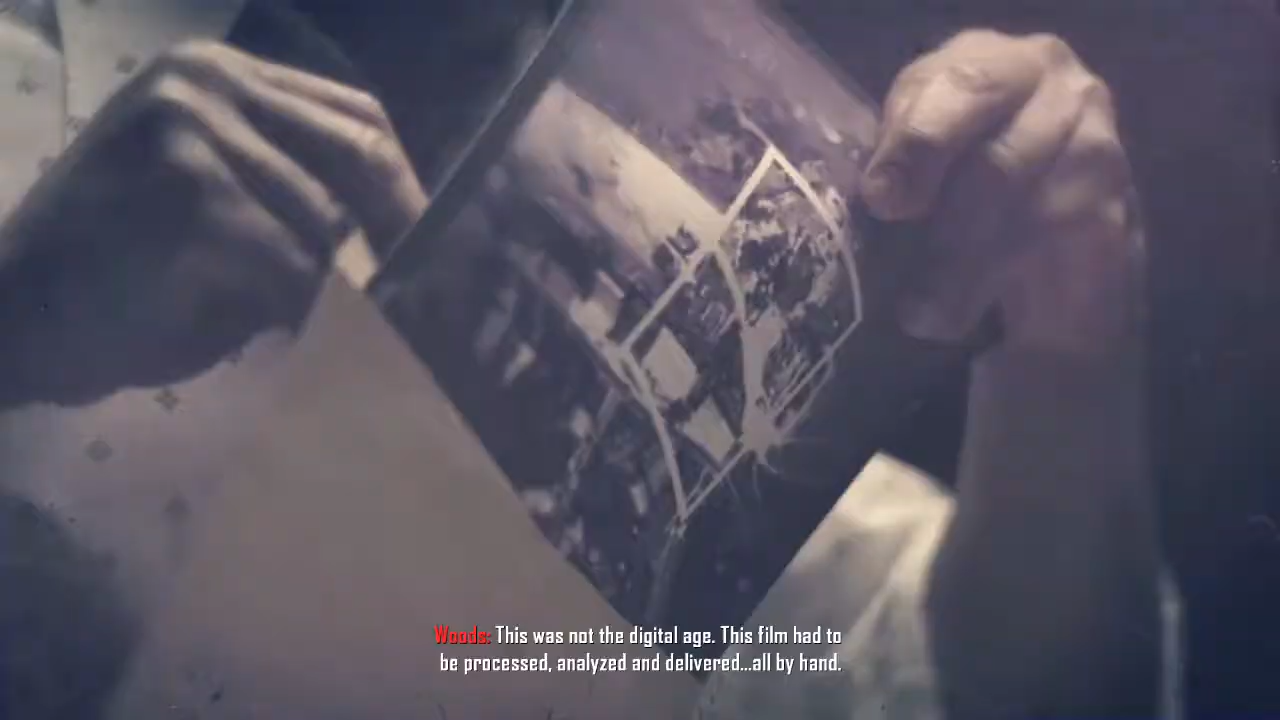 Woods: This was not the digital age. This film had to
be processed, analyzed and delivered...all by hand.